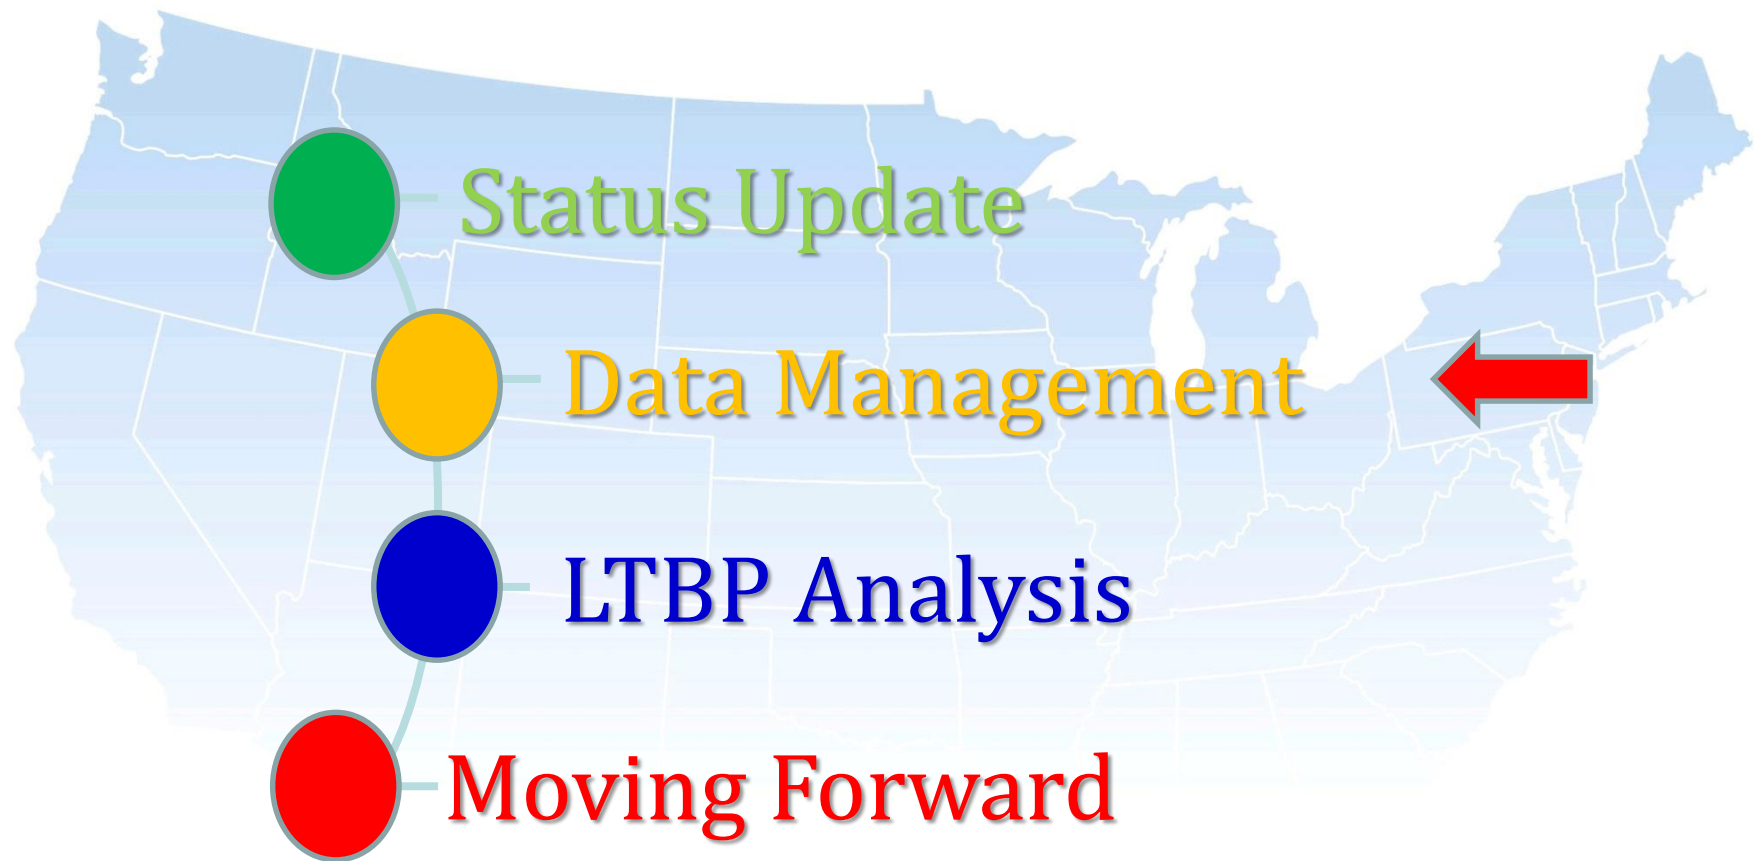 Status Update
Data Management
LTBP Analysis
Moving Forward